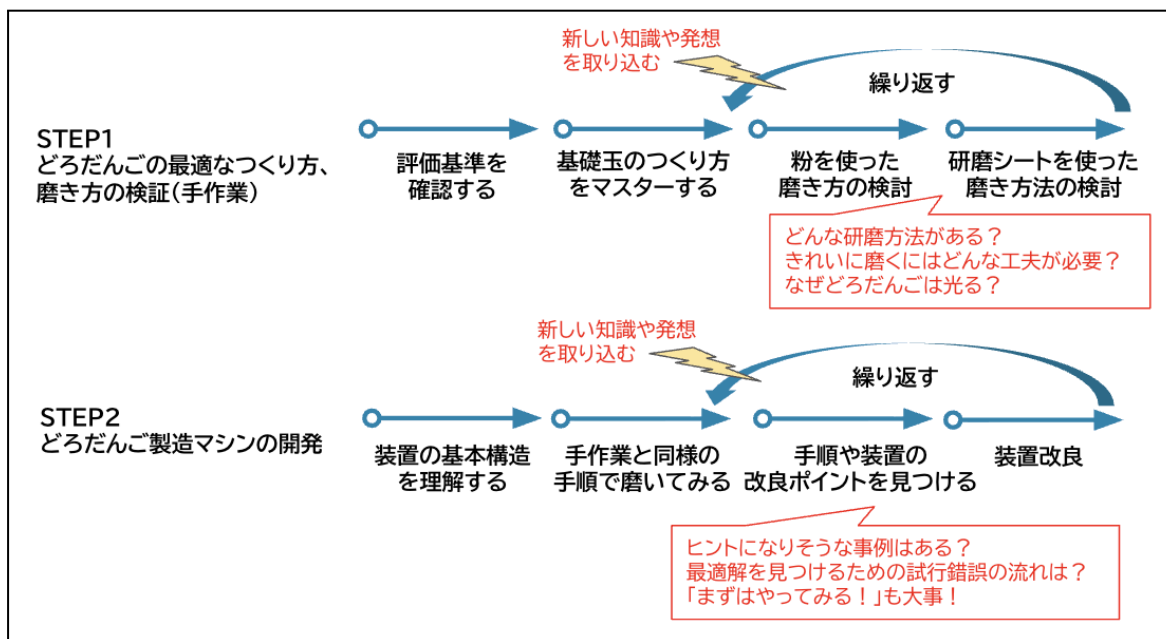 新しい知識や発想
を取り込む
繰り返す
STEP1
どろだんごの最適なつくり方、
磨き方の検証(手作業)
評価基準を
確認する
基礎玉のつくり方
をマスターする
粉を使った
磨き方の検討
研磨シートを使った
磨き方法の検討
どんな研磨方法がある?
きれいに磨くにはどんな工夫が必要?
なぜどろだんごは光る?
新しい知識や発想
を取り込む
繰り返す
STEP2
どろだんご製造マシンの開発
装置の基本構造
を理解する
手作業と同様の
手順で磨いてみる
手順や装置の
改良ポイントを見つける
装置改良
ヒントになりそうな事例はある?
最適解を見つけるための試行錯誤の流れは?
「まずはやってみる!」も大事!